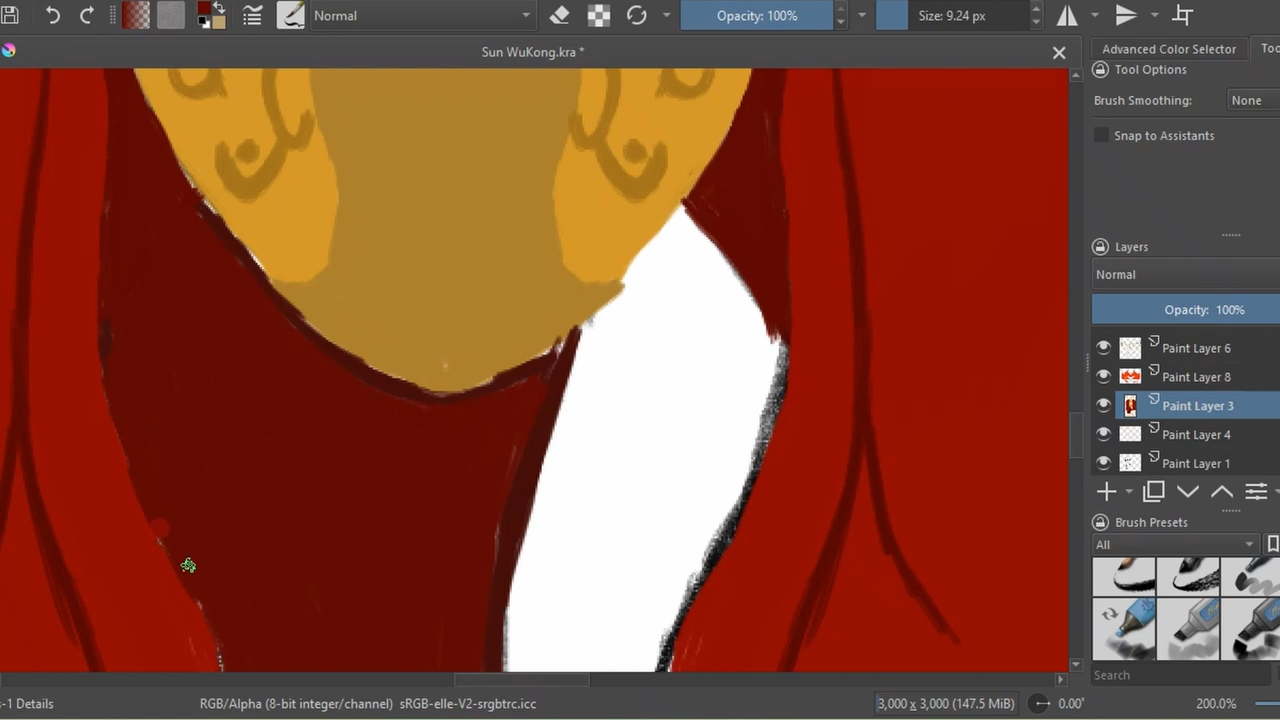 Normal
Opacity: 100%
Size: 9.24 px
Sun WuKong.kra *
Advanced Color Selector
Too
Tool Options
Brush Smoothing:
None
Snap to Assistants
Layers
Normal
Opacity: 100%
Paint Layer 6
Paint Layer 8
Paint Layer 3
Paint Layer 4
Paint Layer 1
Brush Presets
All
Search
s-1 Details
RGB/Alpha (8-bit integer/channel) sRGB-elle-V2-srgbtrc.icc
3,000 x 3,000 (147.5 MiB)
0.00°
200.0%